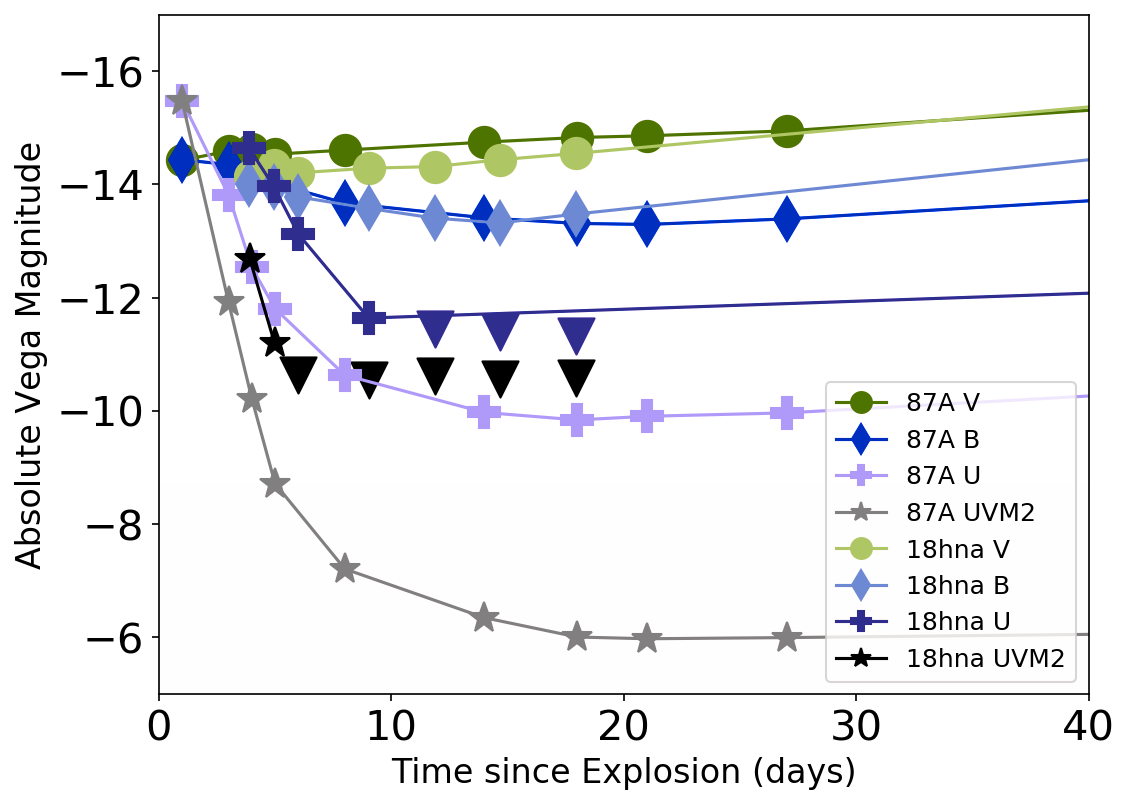 Absolute Vega Magnitude
−16
−14
−12
−10
−8
−6
0
10
20
30
40
Time since Explosion (days)
87A V
87A B
87A U
87A UVM2
18hna V
18hna B
18hna U
18hna UVM2